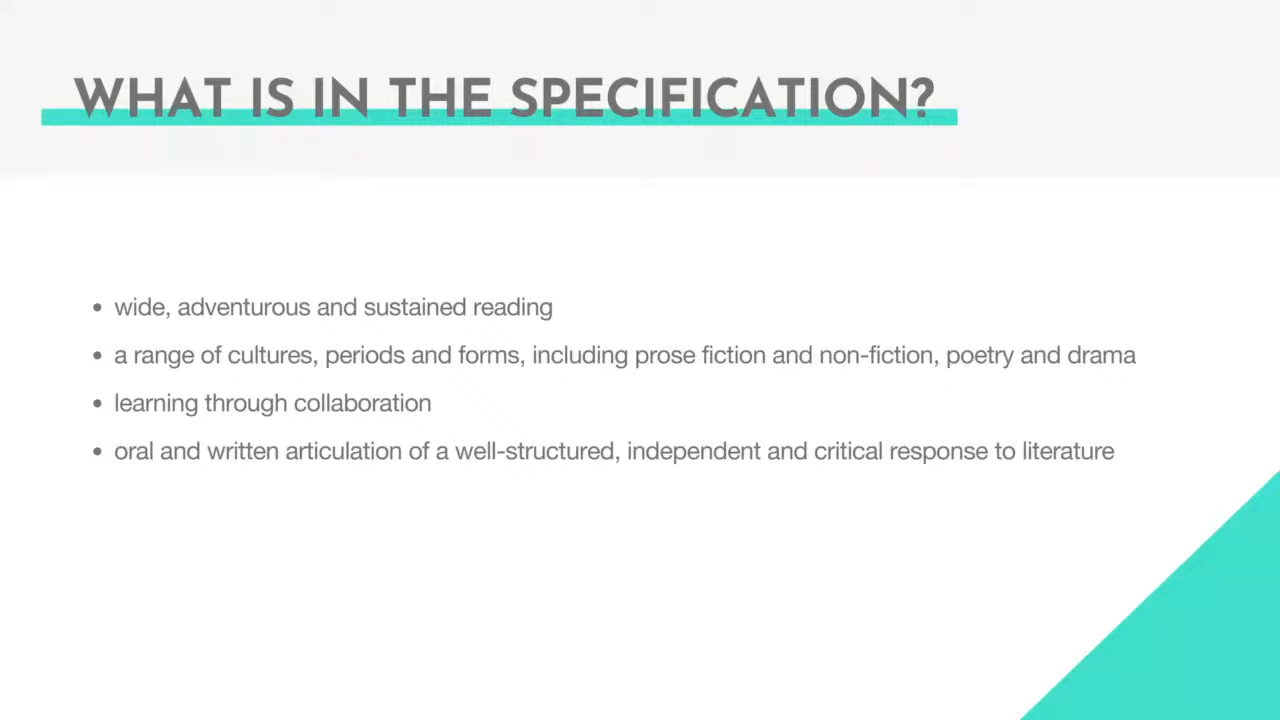 WHAT IS IN THE SPECIFICATION?
• wide, adventurous and sustained reading
• a range of cultures, periods and forms, including prose fiction and non-fiction, poetry and drama
• learning through collaboration
• oral and written articulation of a well-structured, independent and critical response to literature